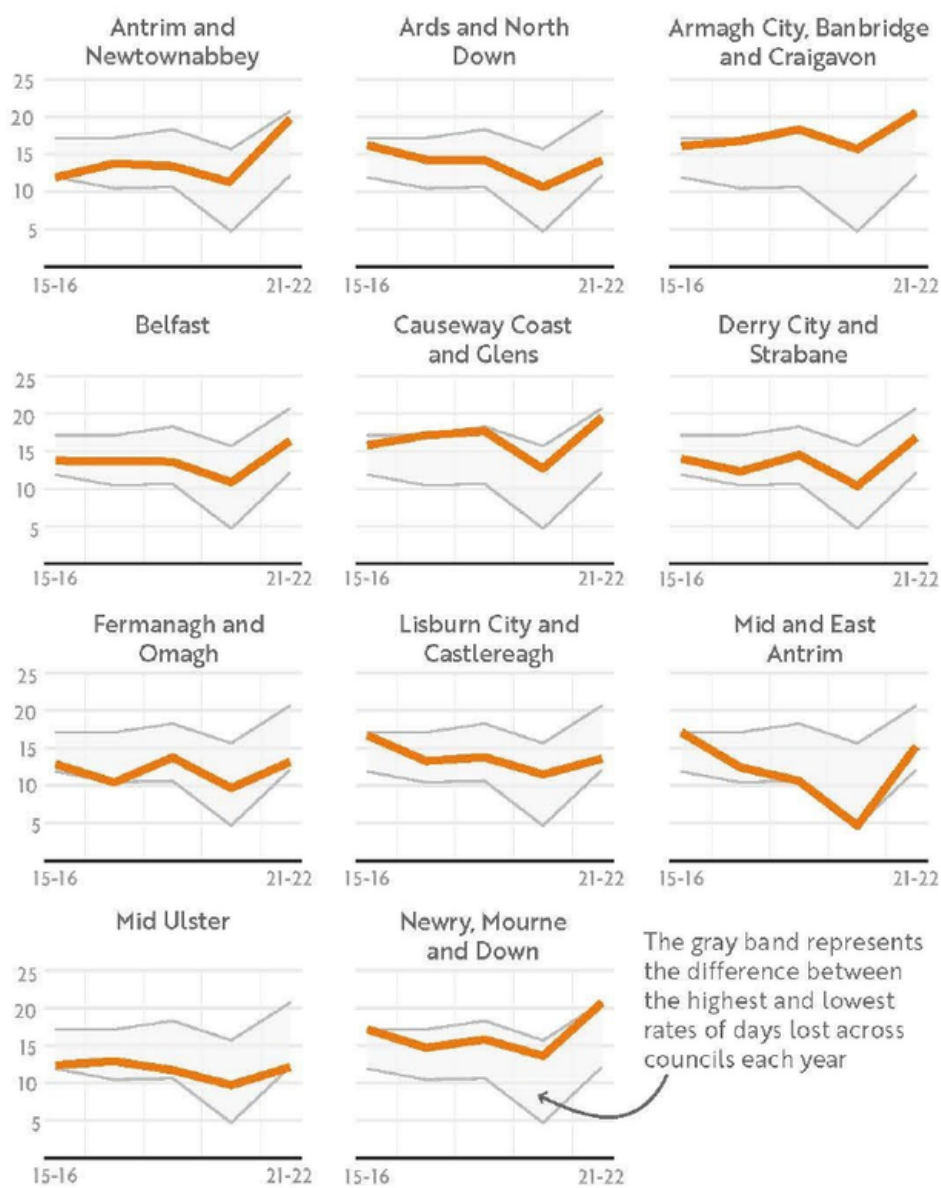 Antrim and
Newtownabbey
Ards and North
Down
Armagh City, Banbridge
and Craigavon
25
20
15
10
5
15-16
21-22
15-16
21-22
15-16
21-22
Belfast
Causeway Coast
and Glens
Derry City and
Strabane
25
20
15
10
5
15-16
21-22
15-16
21-22
15-16
21-22
Fermanagh and
Omagh
Lisburn City and
Castlereagh
Mid and East
Antrim
25
20
15
10
5
15-16
21-22
15-16
21-22
15-16
21-22
Mid Ulster
Newry, Mourne
and Down
25
20
15
10
5
15-16
21-22
15-16
21-22
The gray band represents
the difference between
the highest and lowest
rates of days lost across
councils each year